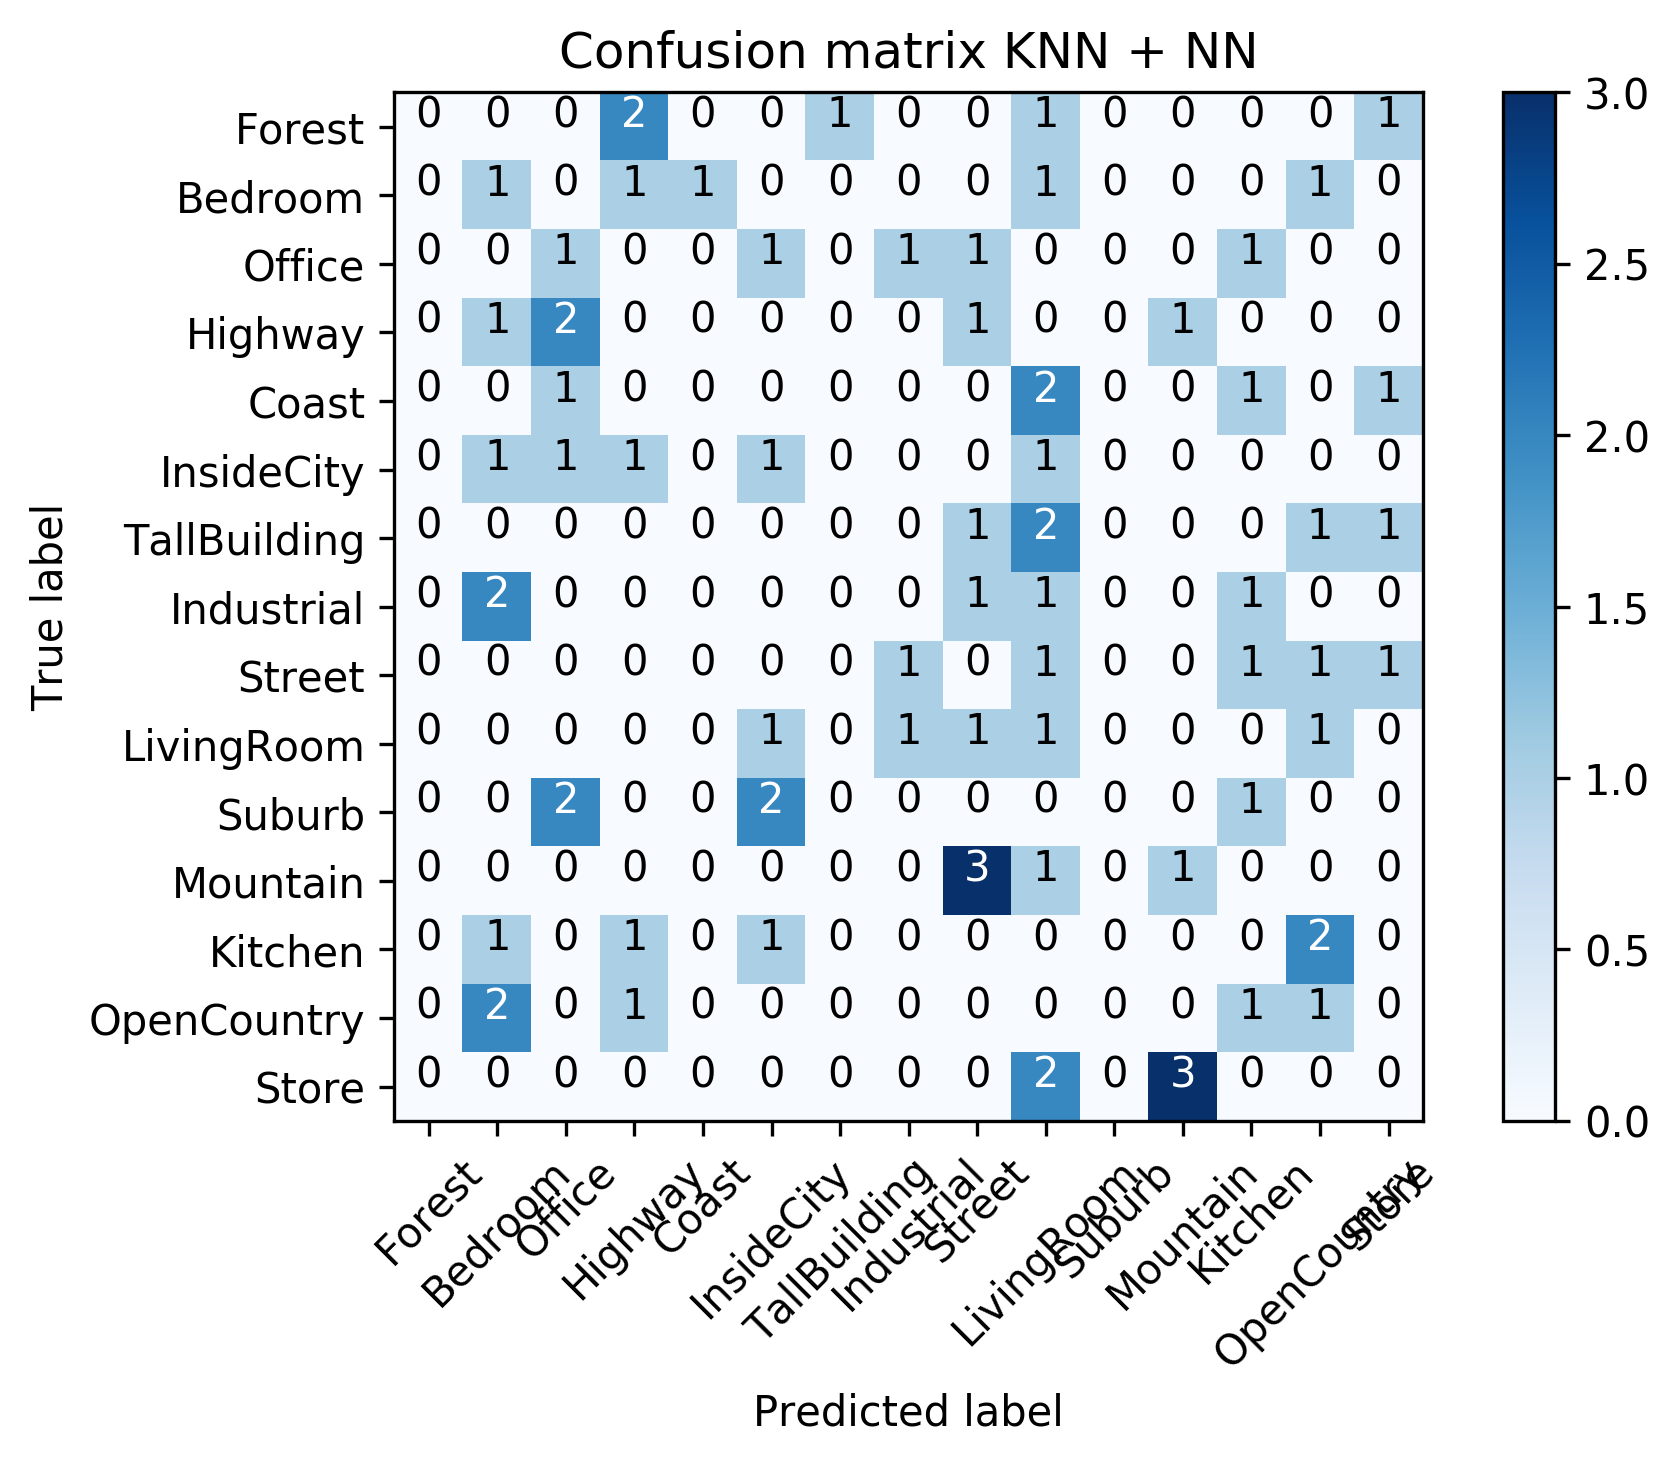 Confusion matrix KNN + NN
Forest 0 0 0 2 0 0 1 0 0 1 0 0 0 0 1
Bedroom 0 1 0 1 1 0 0 0 0 1 0 0 0 1 0
Office 0 0 1 0 0 1 0 1 1 0 0 0 1 0 0
Highway 0 1 2 0 0 0 0 0 1 0 0 1 0 0 0
Coast 0 0 1 0 0 0 0 0 0 2 0 0 1 0 1
InsideCity 0 1 1 1 0 1 0 0 0 1 0 0 0 0 0
TallBuilding 0 0 0 0 0 0 0 0 1 2 0 0 0 1 1
Industrial 0 2 0 0 0 0 0 0 1 1 0 0 1 0 0
Street 0 0 0 0 0 0 0 1 0 1 0 0 1 1 1
LivingRoom 0 0 0 0 0 1 0 1 1 1 0 0 0 1 0
Suburb 0 0 2 0 0 2 0 0 0 0 0 0 1 0 0
Mountain 0 0 0 0 0 0 0 0 3 1 0 1 0 0 0
Kitchen 0 1 0 1 0 1 0 0 0 0 0 0 0 2 0
OpenCountry 0 2 0 1 0 0 0 0 0 0 0 0 1 1 0
Store 0 0 0 0 0 0 0 0 0 2 0 3 0 0 0
True label
Forest
Bedroom
Office
Highway
Coast
InsideCity
TallBuilding
Industrial
Street
LivingRoom
Suburb
Mountain
Kitchen
OpenCountry
Store
Predicted label
3.0
2.5
2.0
1.5
1.0
0.5
0.0